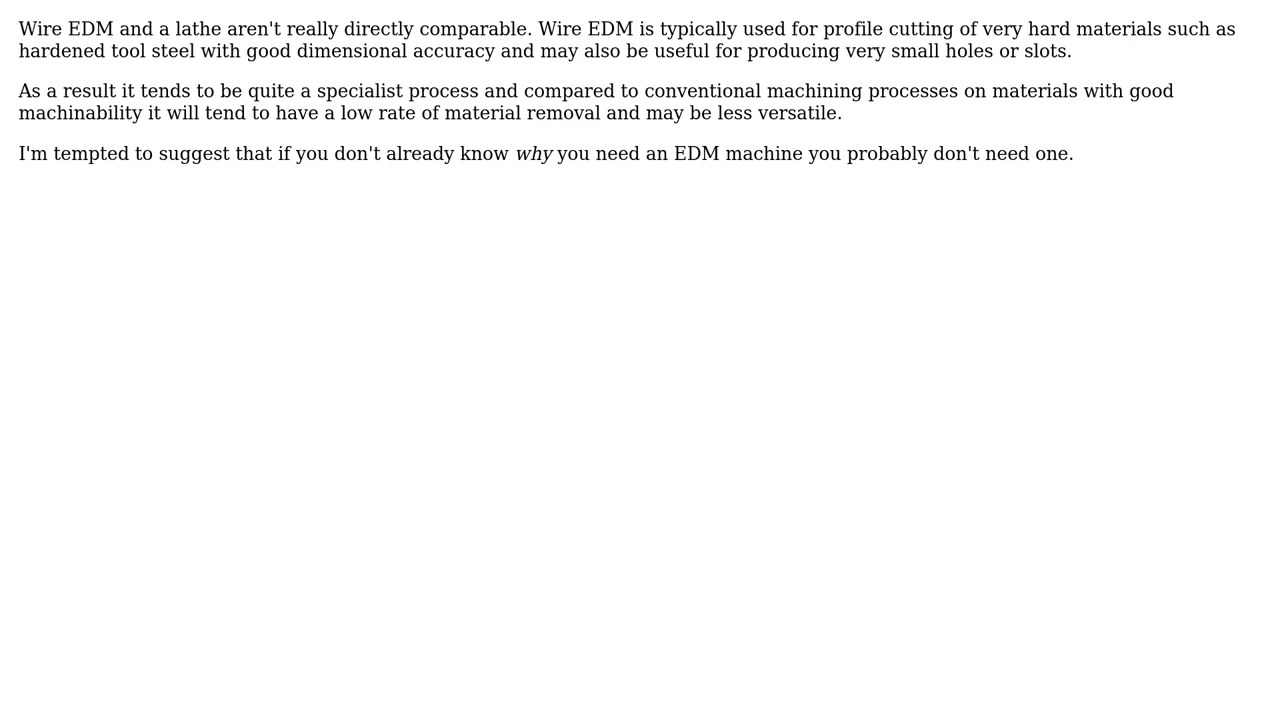 Wire EDM and a lathe aren't really directly comparable. Wire EDM is typically used for profile cutting of very hard materials such as
hardened tool steel with good dimensional accuracy and may also be useful for producing very small holes or slots.
As a result it tends to be quite a specialist process and compared to conventional machining processes on materials with good
machinability it will tend to have a low rate of material removal and may be less versatile.
I'm tempted to suggest that if you don't already know why you need an EDM machine you probably don't need one.